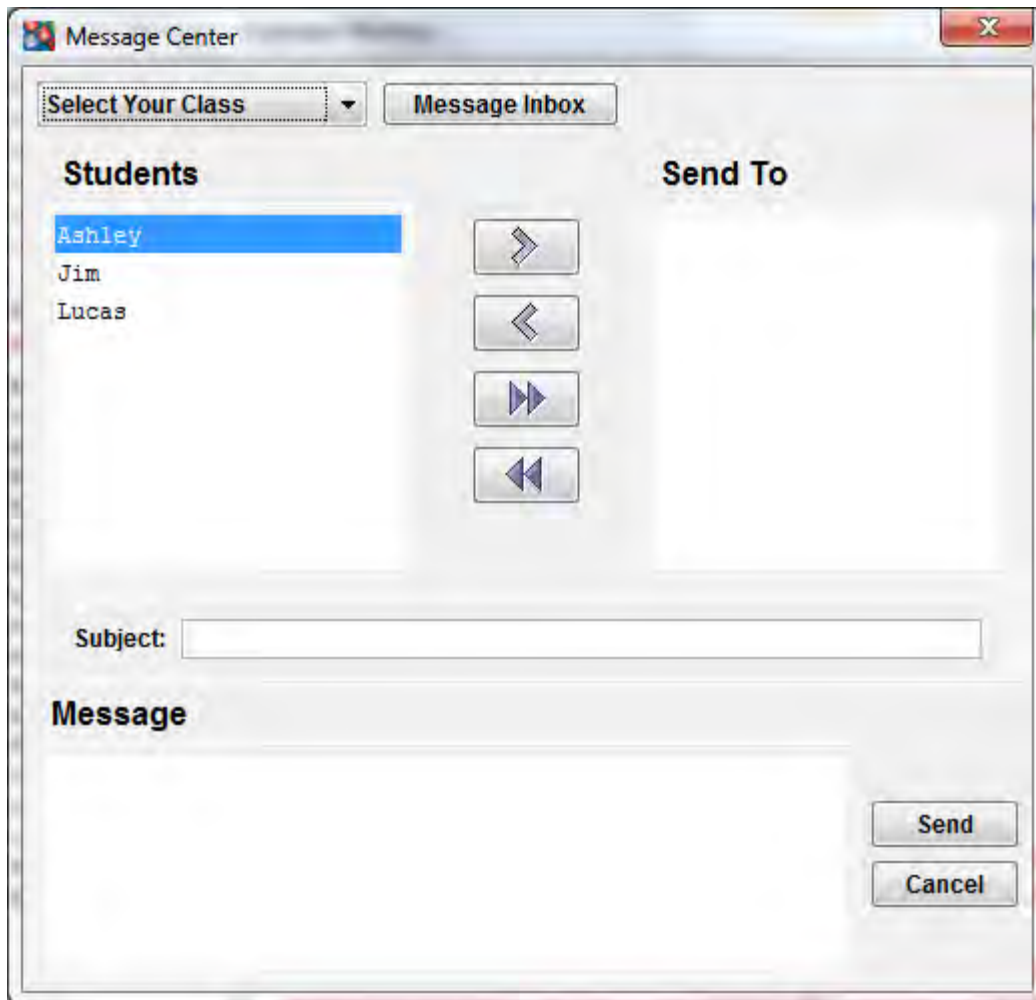 Message Center
Select Your Class
Message Inbox
Students
Send To
Ashley
Jim
Lucas
Subject:
Message
Send
Cancel